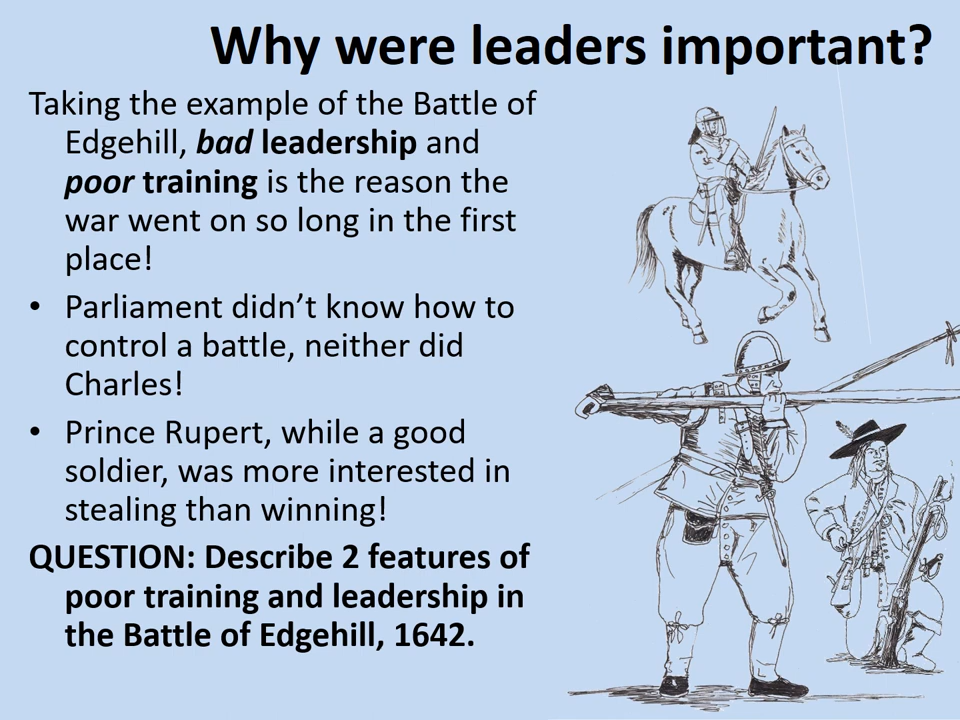 Why were leaders important?
Taking the example of the Battle of
Edgehill, bad leadership and
poor training is the reason the
war went on so long in the first
place!
• Parliament didn’t know how to
control a battle, neither did
Charles!
• Prince Rupert, while a good
soldier, was more interested in
stealing than winning!
QUESTION: Describe 2 features of
poor training and leadership in
the Battle of Edgehill, 1642.